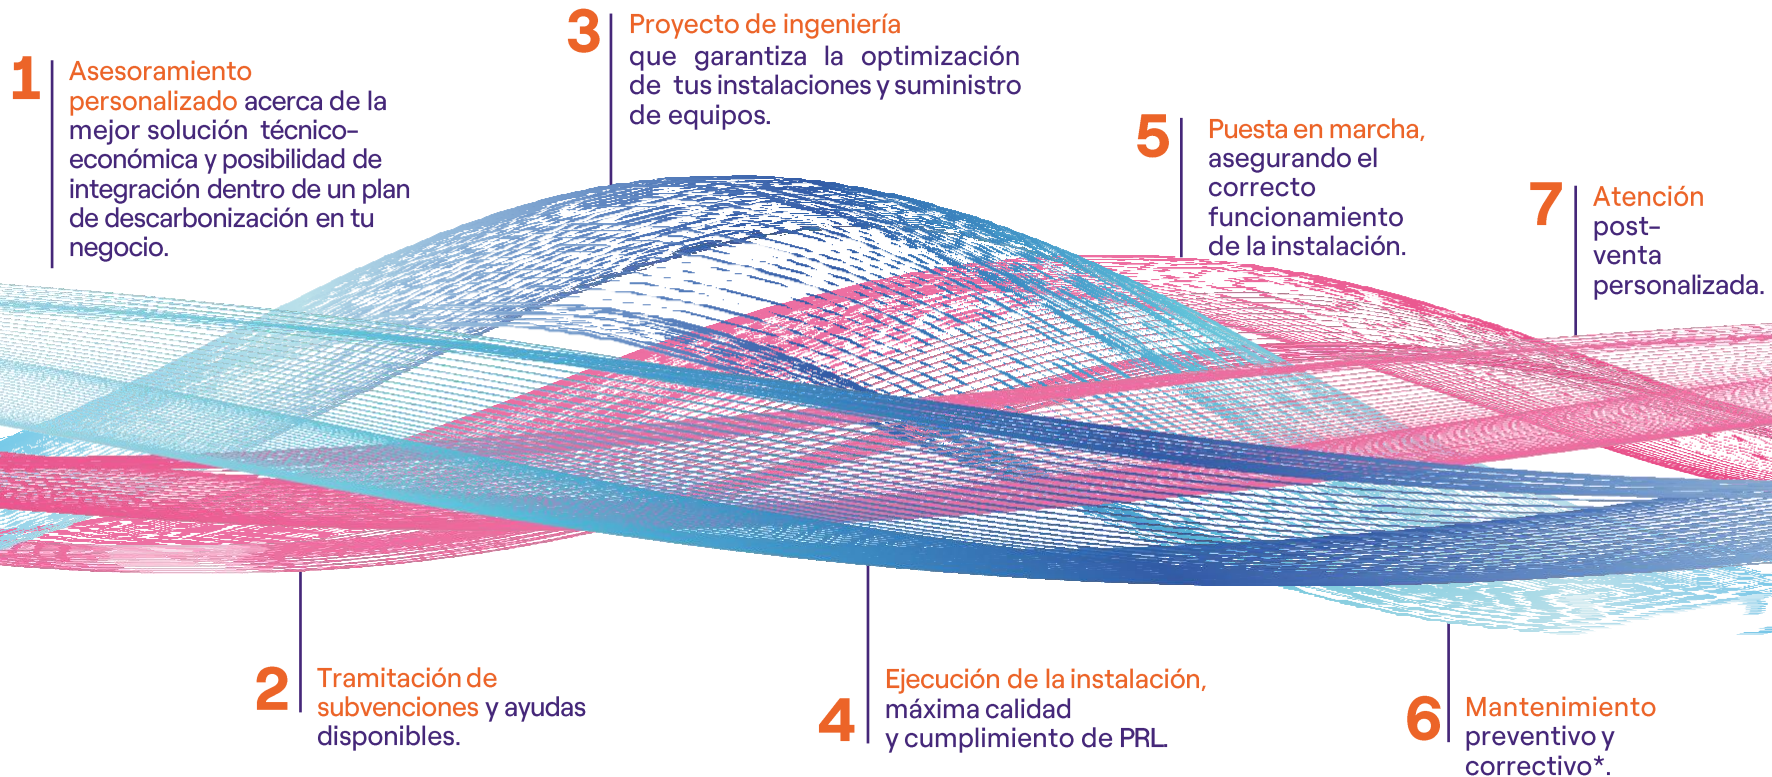 1
Asesoramiento
personalizado acerca de la
mejor solución técnico-
económica y posibilidad de
integración dentro de un plan
de descarbonización en tu
negocio.
2
Tramitación de
subvenciones y ayudas
disponibles.
3
Proyecto de ingeniería
que garantiza la optimización
de tus instalaciones y suministro
de equipos.
4
Ejecución de la instalación,
máxima calidad
y cumplimiento de PRL.
5
Puesta en marcha,
asegurando el
correcto
funcionamiento
de la instalación.
6
Mantenimiento
preventivo y
correctivo*.
7
Atención
post-
venta
personalizada.